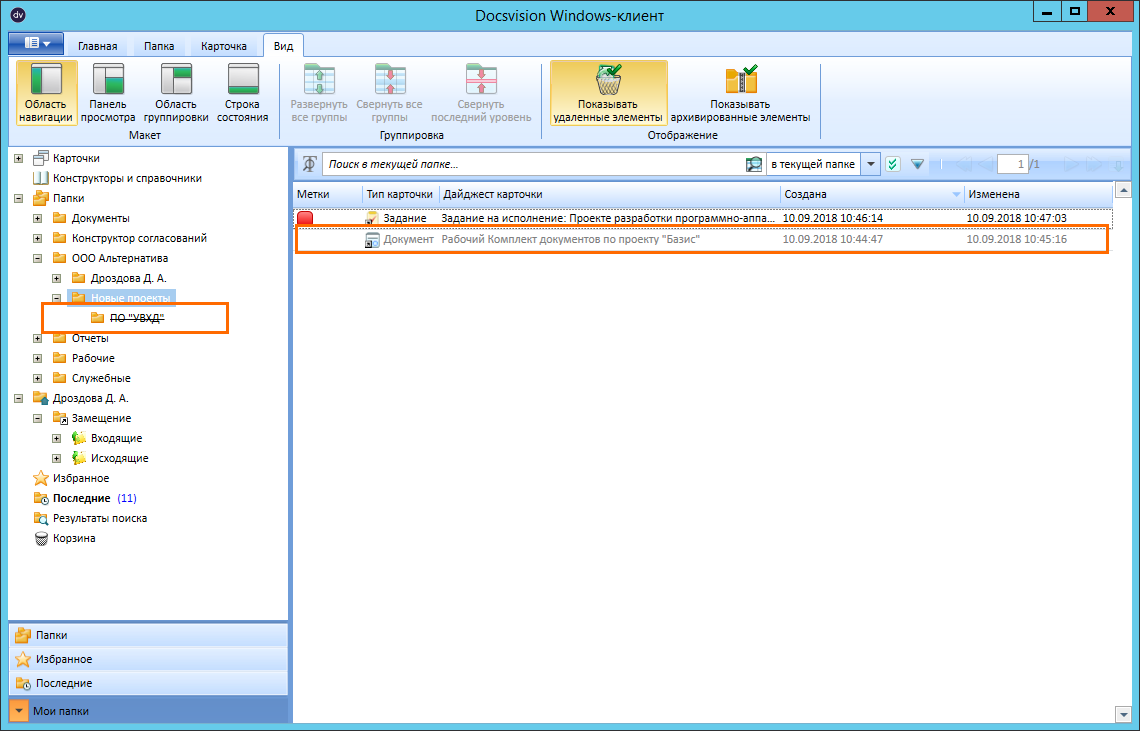 dv
Docsvision Windows-клиент
Главная Папка Карточка Вид
Область навигации
Панель просмотра
Область группировки
Строка состояния
Макет
Развернуть все группы
Свернуть все группы
Свернуть последний уровень
Группировка
Показывать удаленные элементы
Показывать архивированные элементы
Отображение
Карточки
Конструкторы и справочники
Папки
Документы
Конструктор согласований
ООО Альтернатива
Дроздова Д. А.
Новые проекты
ПО "УВХД"
Отчеты
Рабочие
Служебные
Дроздова Д. А.
Замещение
Входящие
Исходящие
Избранное
Последние (11)
Результаты поиска
Корзина
Папки
Избранное
Последние
Мои папки
Поиск в текущей папке... в текущей папке 1 /1
Метки Тип карточки Дайджест карточки Создана Изменена
Задание Задание на исполнение: Проекте разработки программно-аппа... 10.09.2018 10:46:14 10.09.2018 10:47:03
Документ Рабочий Комплект документов по проекту "Базис" 10.09.2018 10:44:47 10.09.2018 10:45:16